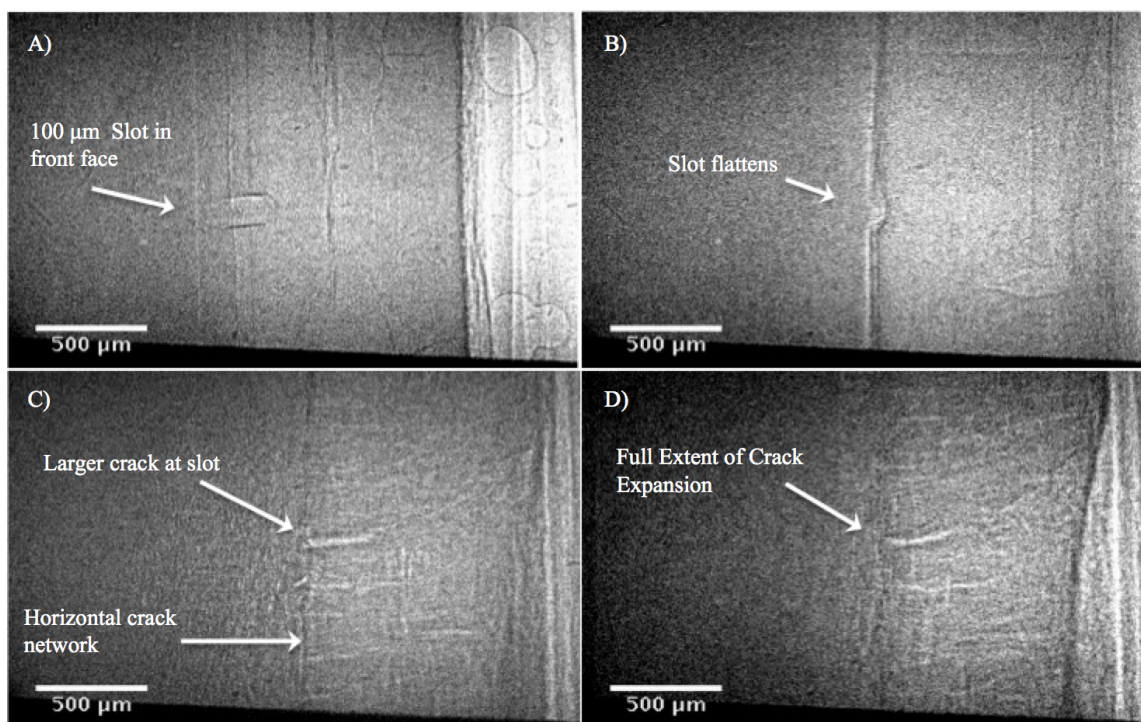 A)
100 μm Slot in
front face
500 μm
B)
Slot flattens
500 μm
C)
Larger crack at slot
Horizontal crack
network
500 μm
D)
Full Extent of Crack
Expansion
500 μm